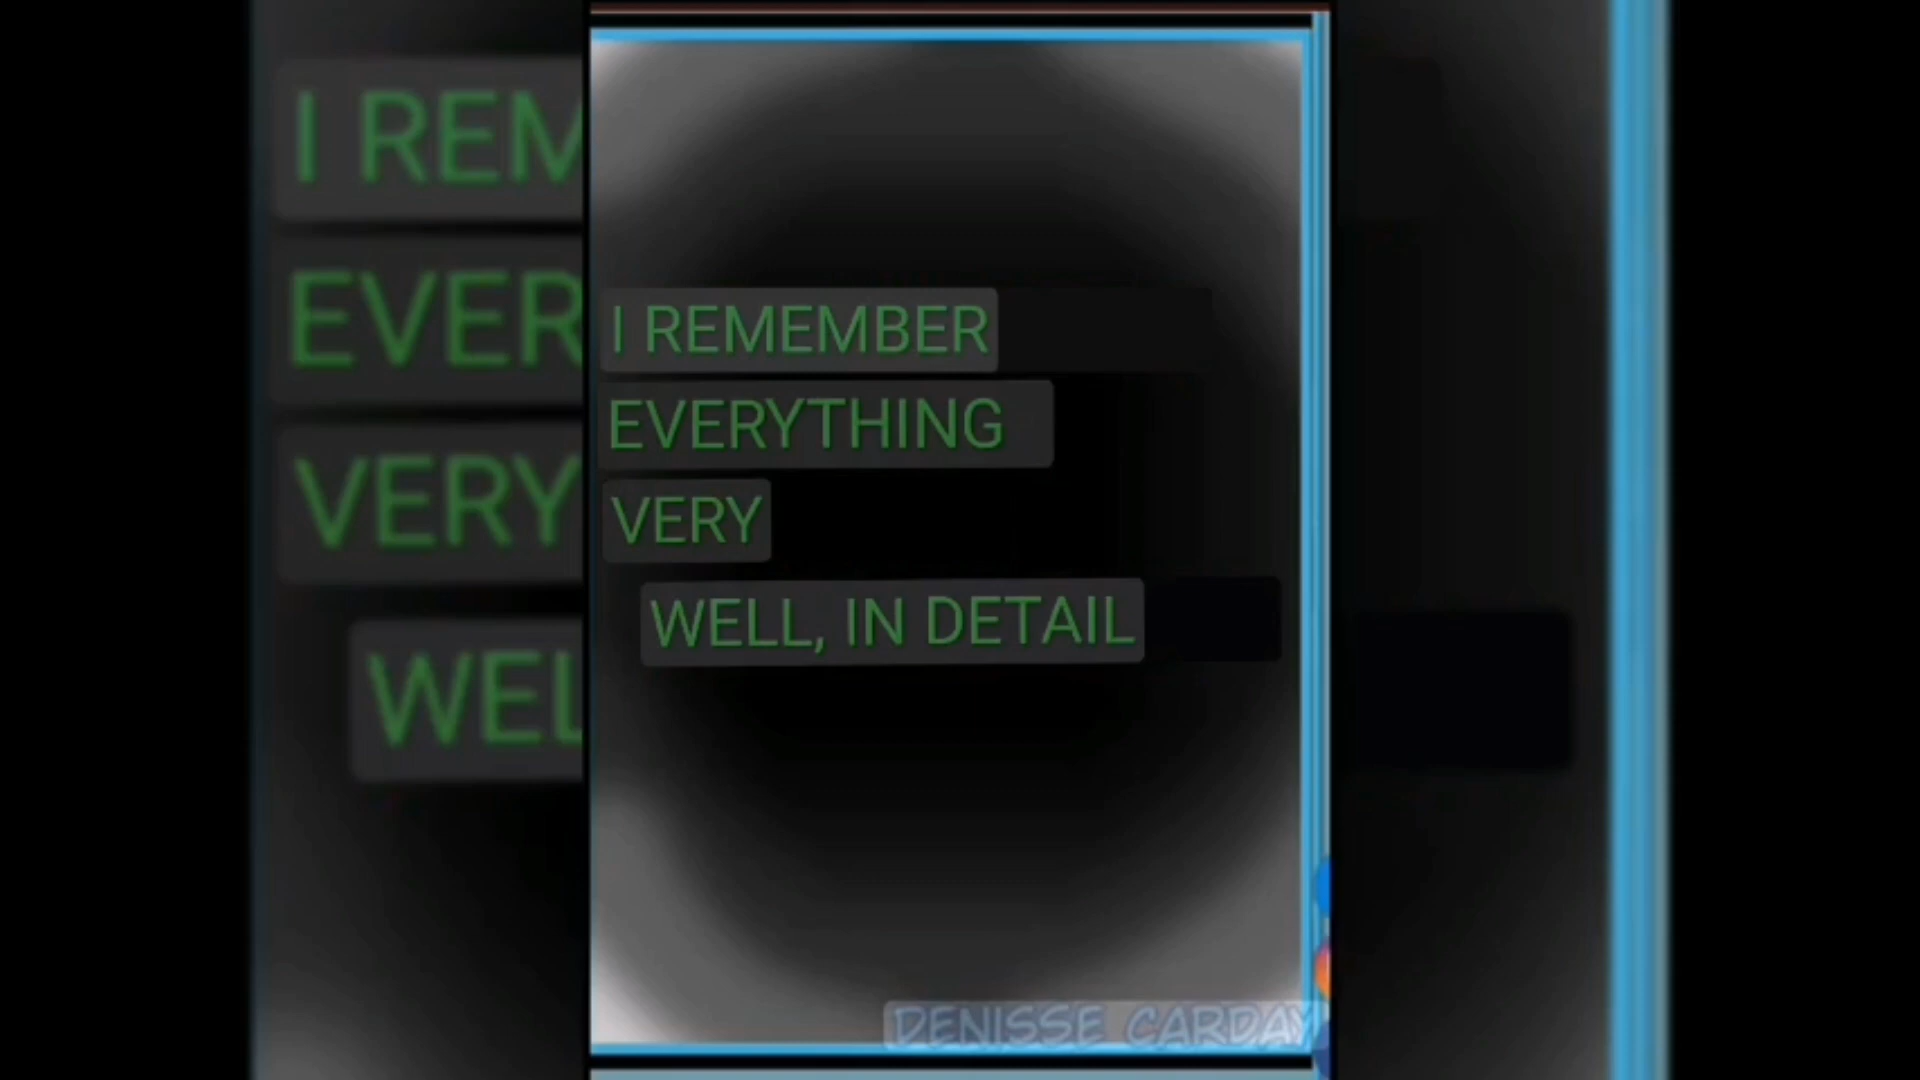 I REMEMBER
EVERYTHING
VERY
WELL, IN DETAIL
DENISSE CARDAY